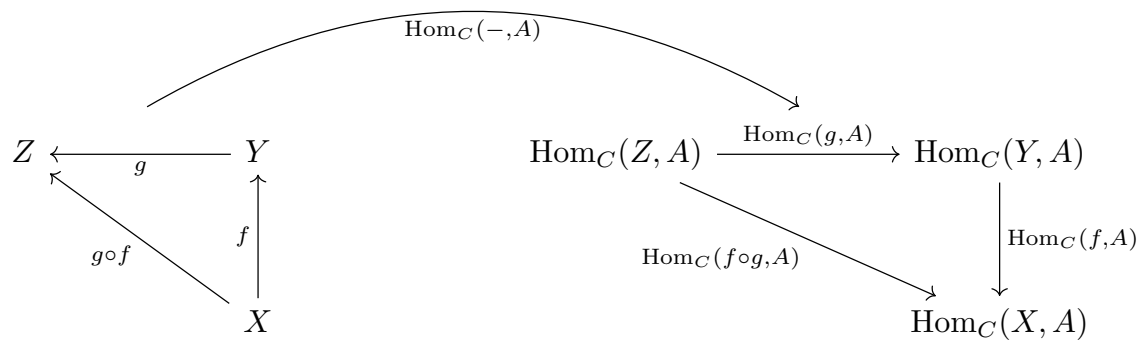 Hom_C(−,A)
Z
g
Y
Hom_C(Z, A)
Hom_C(g,A)
Hom_C(Y, A)
g∘f
f
Hom_C(f∘g,A)
Hom_C(f,A)
X
Hom_C(X, A)